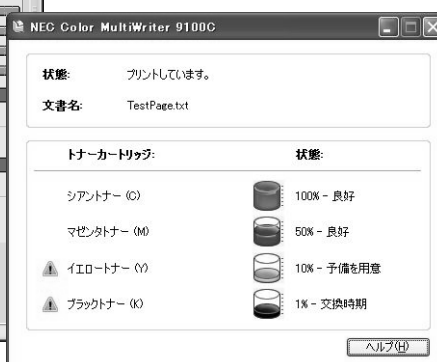 NEC Color MultiWriter 9100C
状態: プリントしています。
文書名: TestPage.txt
トナーカートリッジ: 状態:
シアントナー (C) 100% - 良好
マゼンタトナー (M) 50% - 良好
イエロートナー (Y) 10% - 予備を用意
ブラックトナー (K) 1% - 交換時期
ヘルプ(H)